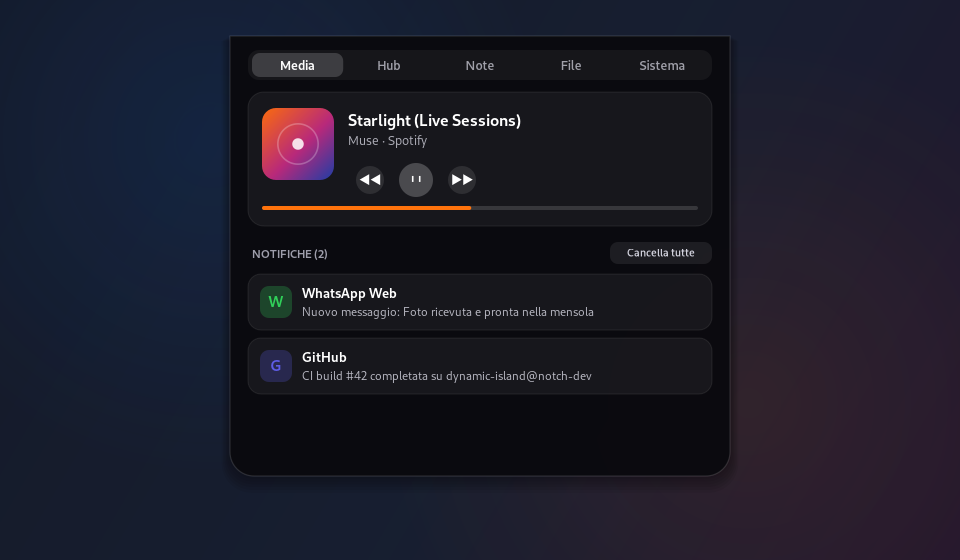 Media Hub Note File Sistema
Starlight (Live Sessions)
Muse · Spotify
NOTIFICHE (2) Cancella tutte
W WhatsApp Web
Nuovo messaggio: Foto ricevuta e pronta nella mensola
G GitHub
CI build #42 completata su dynamic-island@notch-dev